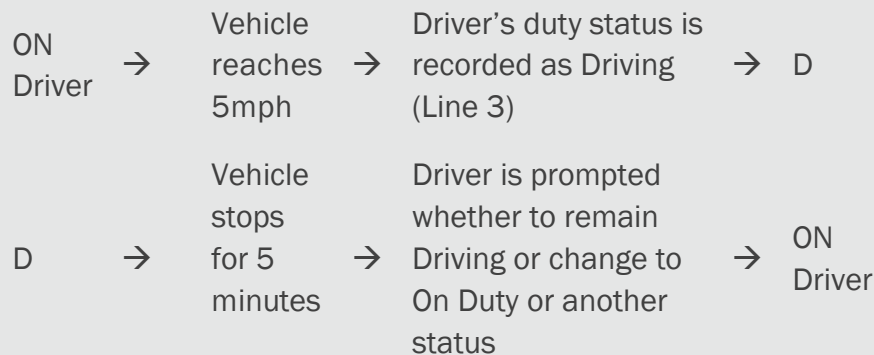 ON
Driver
→
Vehicle
reaches
5mph
→
Driver's duty status is
recorded as Driving
(Line 3)
→
D
D
→
Vehicle
stops
for 5
minutes
→
Driver is prompted
whether to remain
Driving or change to
On Duty or another
status
→
ON
Driver